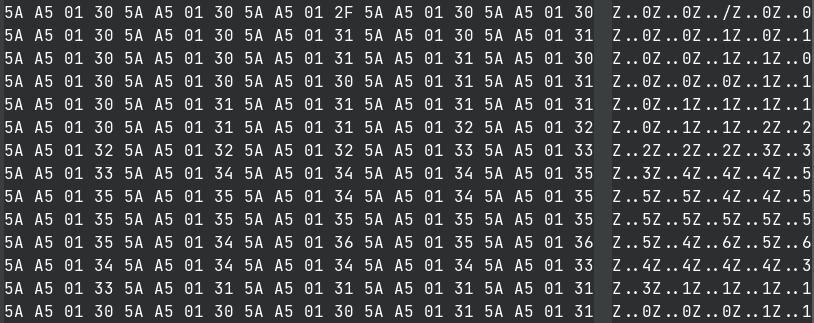 5A A5 01 30 5A A5 01 30 5A A5 01 2F 5A A5 01 30 5A A5 01 30 Z..0Z..0Z../Z..0Z..0
5A A5 01 30 5A A5 01 30 5A A5 01 31 5A A5 01 30 5A A5 01 31 Z..0Z..0Z..1Z..0Z..1
5A A5 01 30 5A A5 01 30 5A A5 01 31 5A A5 01 31 5A A5 01 30 Z..0Z..0Z..1Z..1Z..0
5A A5 01 30 5A A5 01 30 5A A5 01 30 5A A5 01 31 5A A5 01 31 Z..0Z..0Z..0Z..1Z..1
5A A5 01 30 5A A5 01 31 5A A5 01 31 5A A5 01 31 5A A5 01 31 Z..0Z..1Z..1Z..1Z..1
5A A5 01 30 5A A5 01 31 5A A5 01 31 5A A5 01 32 5A A5 01 32 Z..0Z..1Z..1Z..2Z..2
5A A5 01 32 5A A5 01 32 5A A5 01 32 5A A5 01 33 5A A5 01 33 Z..2Z..2Z..2Z..3Z..3
5A A5 01 33 5A A5 01 34 5A A5 01 34 5A A5 01 34 5A A5 01 35 Z..3Z..4Z..4Z..4Z..5
5A A5 01 35 5A A5 01 35 5A A5 01 34 5A A5 01 34 5A A5 01 35 Z..5Z..5Z..4Z..4Z..5
5A A5 01 35 5A A5 01 35 5A A5 01 35 5A A5 01 35 5A A5 01 35 Z..5Z..5Z..5Z..5Z..5
5A A5 01 35 5A A5 01 34 5A A5 01 36 5A A5 01 35 5A A5 01 36 Z..5Z..4Z..6Z..5Z..6
5A A5 01 34 5A A5 01 34 5A A5 01 34 5A A5 01 34 5A A5 01 33 Z..4Z..4Z..4Z..4Z..3
5A A5 01 33 5A A5 01 31 5A A5 01 31 5A A5 01 31 5A A5 01 31 Z..3Z..1Z..1Z..1Z..1
5A A5 01 30 5A A5 01 30 5A A5 01 30 5A A5 01 31 5A A5 01 31 Z..0Z..0Z..0Z..1Z..1